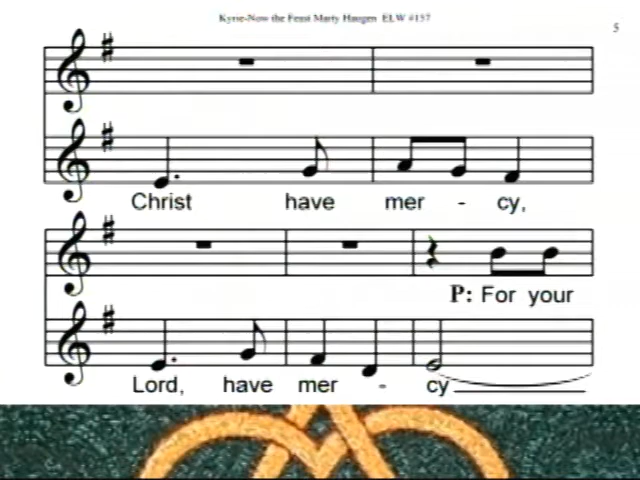 Kyrie-Now the Feast Marty Haugen ELW #157
5
Christ have mer - cy,
P: For your
Lord, have mer - cy